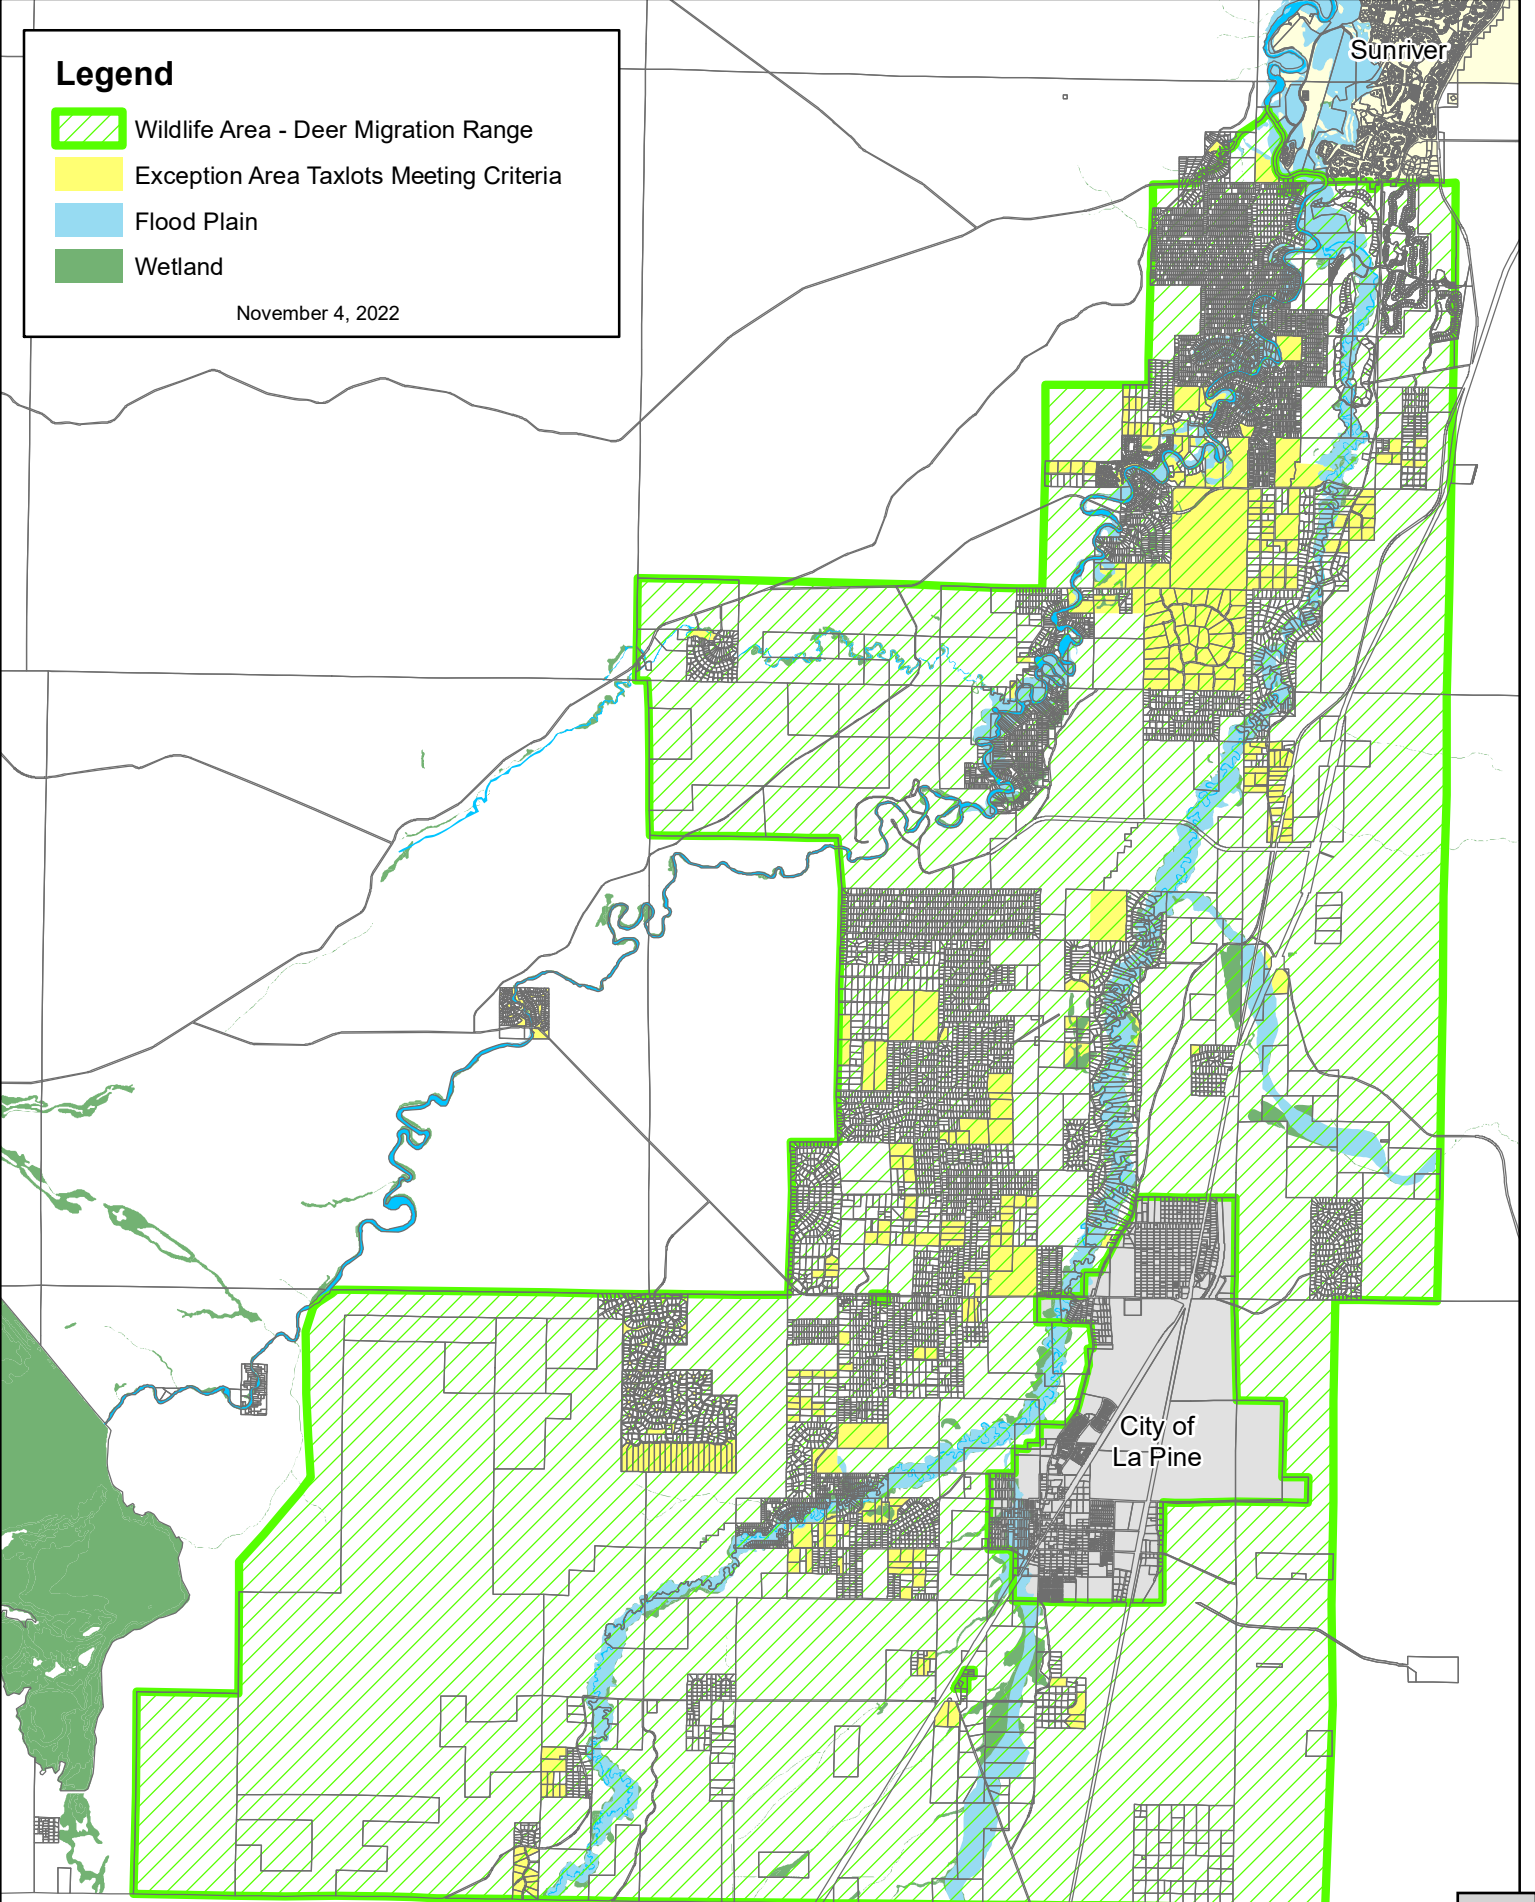 Legend
Wildlife Area - Deer Migration Range
Exception Area Taxlots Meeting Criteria
Flood Plain
Wetland
November 4, 2022
Sunriver
City of
La Pine